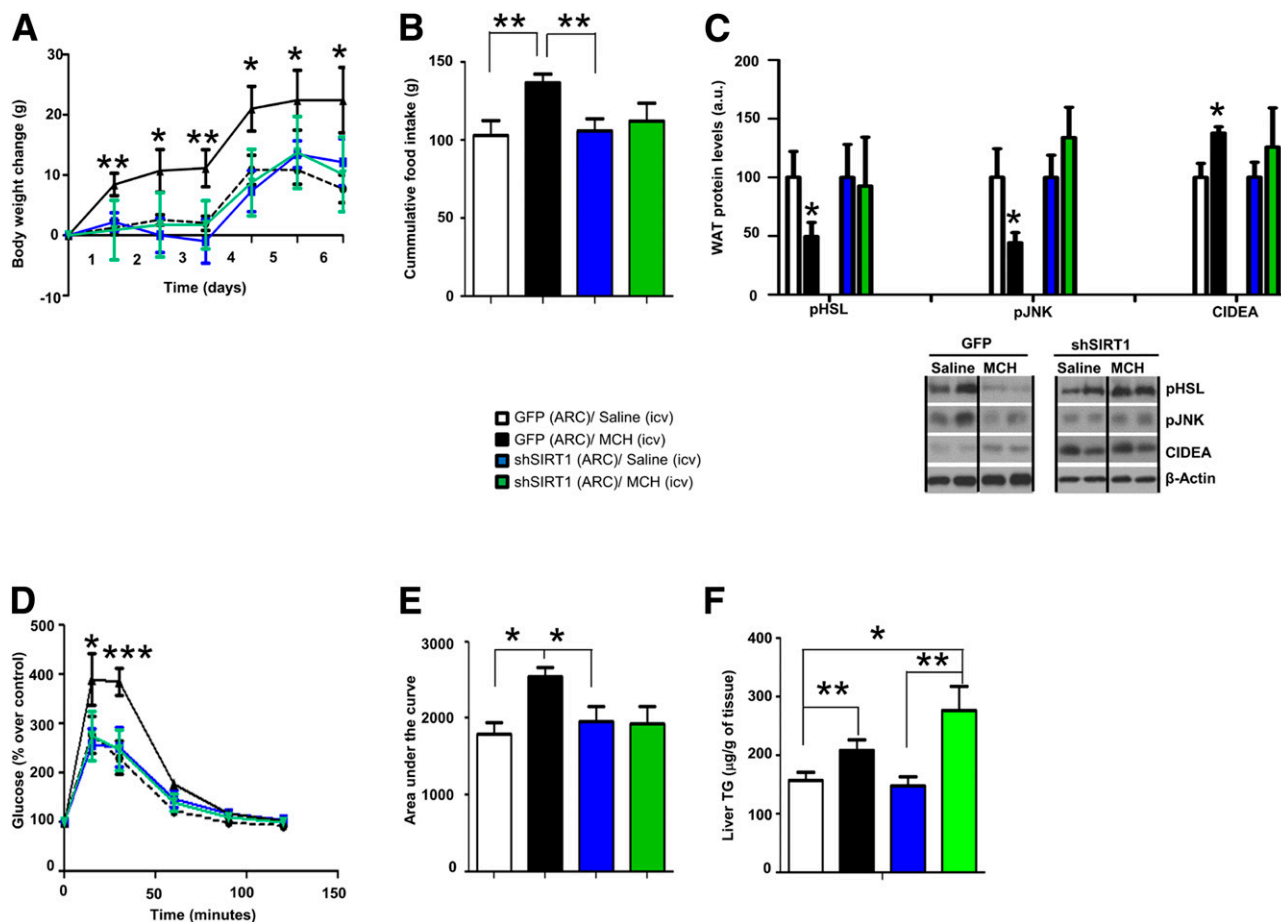 A
Body weight change (g)
30
20
10
0
-10
1 2 3 4 5 6
Time (days)
** * ** * * *
B
Cummulative food intake (g)
150
100
50
0
** **
C
WAT protein levels (a.u.)
200
150
100
50
0
* * *
pHSL pJNK CIDEA
GFP shSIRT1
Saline MCH Saline MCH
pHSL
pJNK
CIDEA
β-Actin
GFP (ARC)/ Saline (icv)
GFP (ARC)/ MCH (icv)
shSIRT1 (ARC)/ Saline (icv)
shSIRT1 (ARC)/ MCH (icv)
D
Glucose (% over control)
500
400
300
200
100
0
0 50 100 150
Time (minutes)
* ***
E
Area under the curve
3000
2000
1000
0
* *
F
Liver TG (µg/g of tissue)
400
300
200
100
0
*
** **